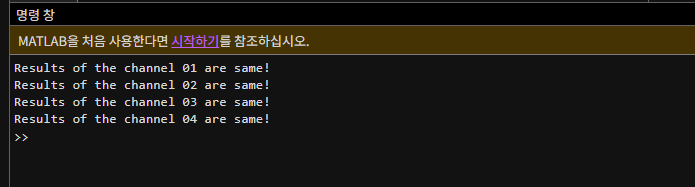 명령 창
MATLAB을 처음 사용한다면 시작하기를 참조하십시오.
Results of the channel 01 are same!
Results of the channel 02 are same!
Results of the channel 03 are same!
Results of the channel 04 are same!
>>